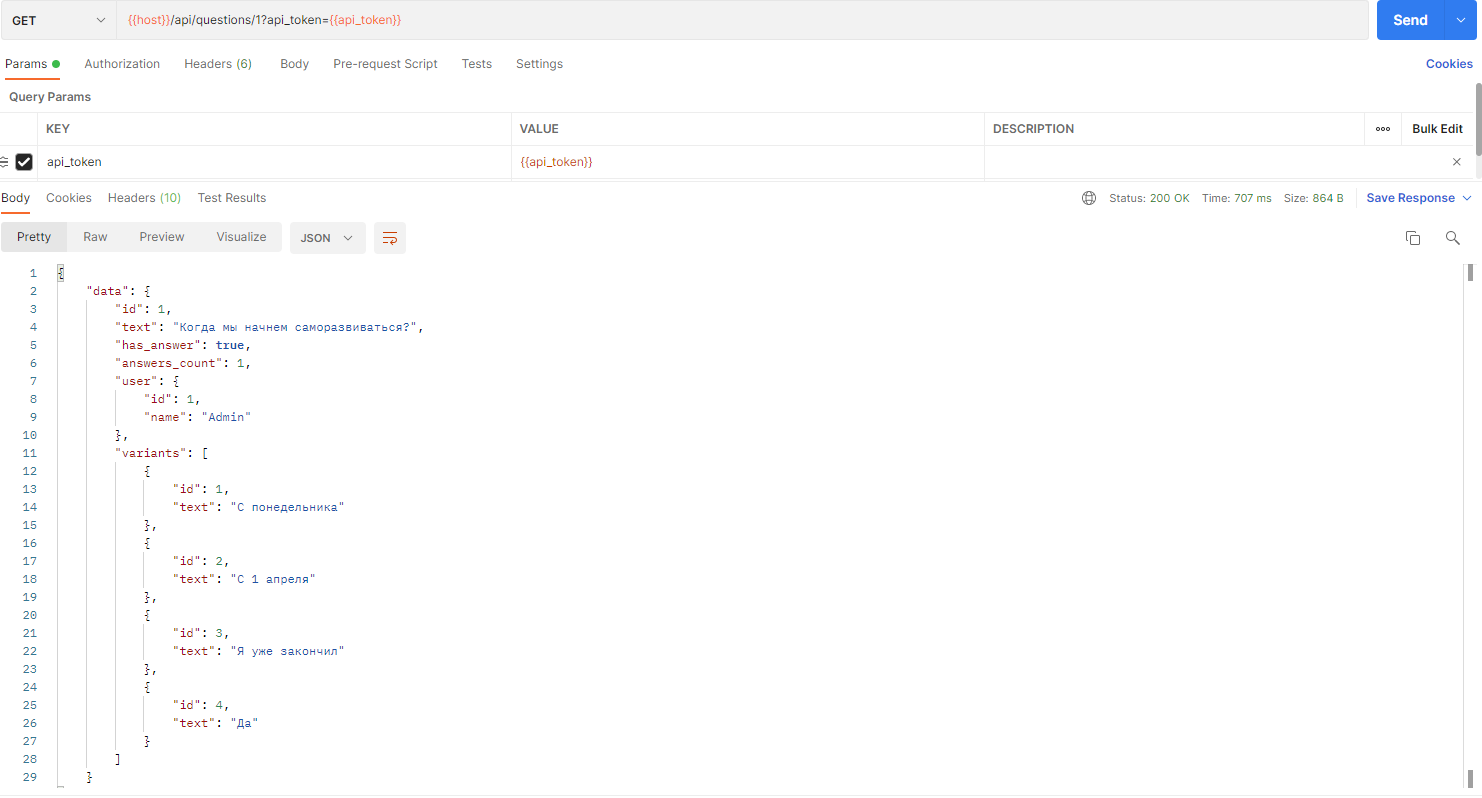 GET {{host}}/api/questions/1?api_token={{api_token}} Send
Params Authorization Headers (6) Body Pre-request Script Tests Settings Cookies
Query Params
KEY VALUE DESCRIPTION Bulk Edit
api_token {{api_token}}
Body Cookies Headers (10) Test Results Status: 200 OK Time: 707 ms Size: 864 B Save Response
Pretty Raw Preview Visualize JSON
1 {
2 "data": {
3 "id": 1,
4 "text": "Когда мы начнем саморазвиваться?",
5 "has_answer": true,
6 "answers_count": 1,
7 "user": {
8 "id": 1,
9 "name": "Admin"
10 },
11 "variants": [
12 {
13 "id": 1,
14 "text": "С понедельника"
15 },
16 {
17 "id": 2,
18 "text": "С 1 апреля"
19 },
20 {
21 "id": 3,
22 "text": "Я уже закончил"
23 },
24 {
25 "id": 4,
26 "text": "Да"
27 }
28 ]
29 }